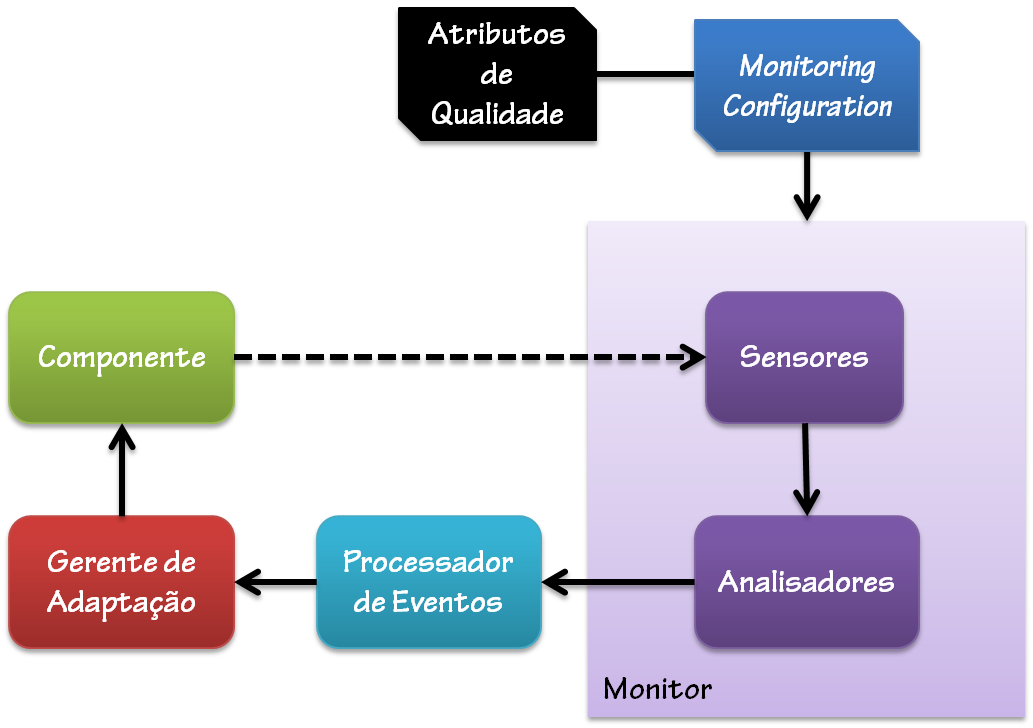 Atributos
de
Qualidade
Monitoring
Configuration
Componente
Sensores
Gerente de
Adaptação
Processador
de Eventos
Analisadores
Monitor